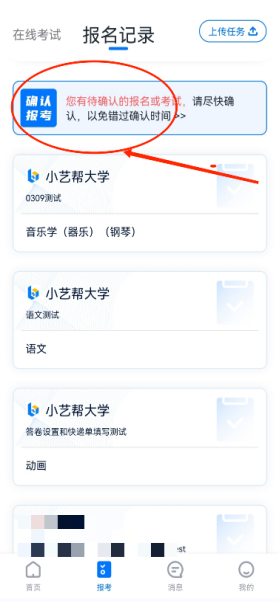 在线考试 报名记录 上传任务
确认 您有待确认的报名或考试，请尽快确
报考 认，以免错过确认时间 >>
小艺帮大学
0309测试
音乐学（器乐）（钢琴）
小艺帮大学
语文测试
语文
小艺帮大学
答卷设置和快递单填写测试
动画
est
首页 报考 消息 我的